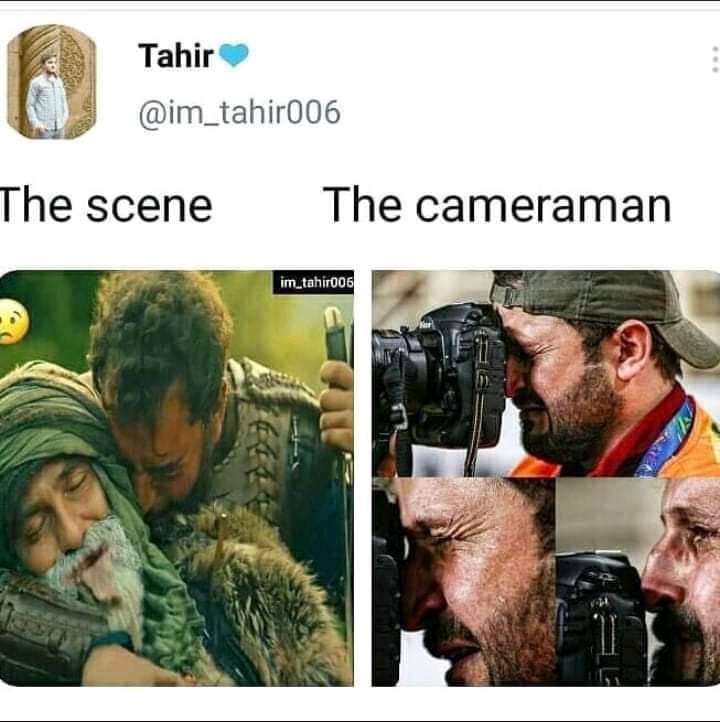 Tahir🩵
@im_tahir006
The scene
The cameraman
im_tahir006